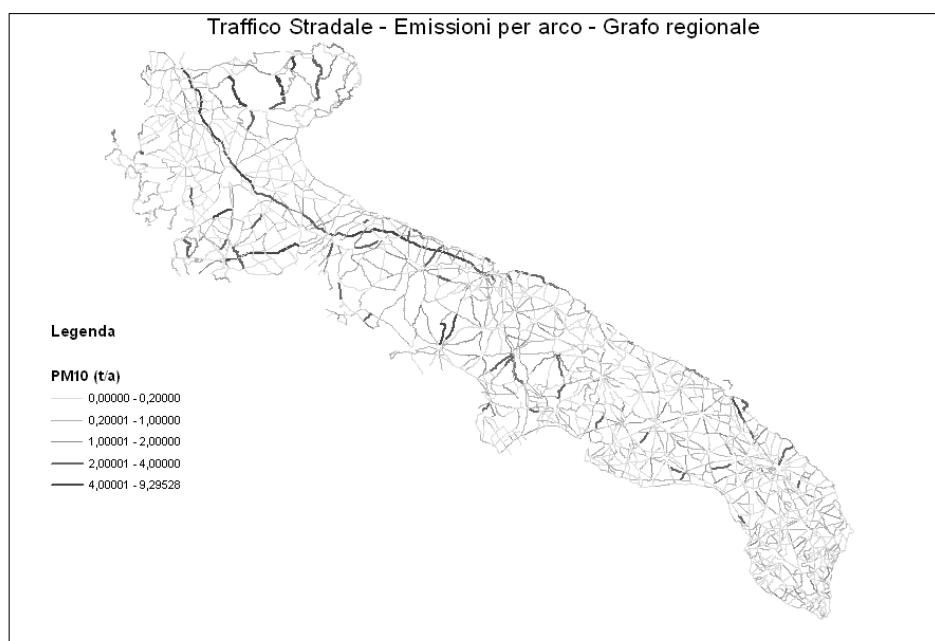 Traffico Stradale - Emissioni per arco - Grafo regionale
Legenda
PM10 (t/a)
0,00000 - 0,20000
0,20001 - 1,00000
1,00001 - 2,00000
2,00001 - 4,00000
4,00001 - 9,29528